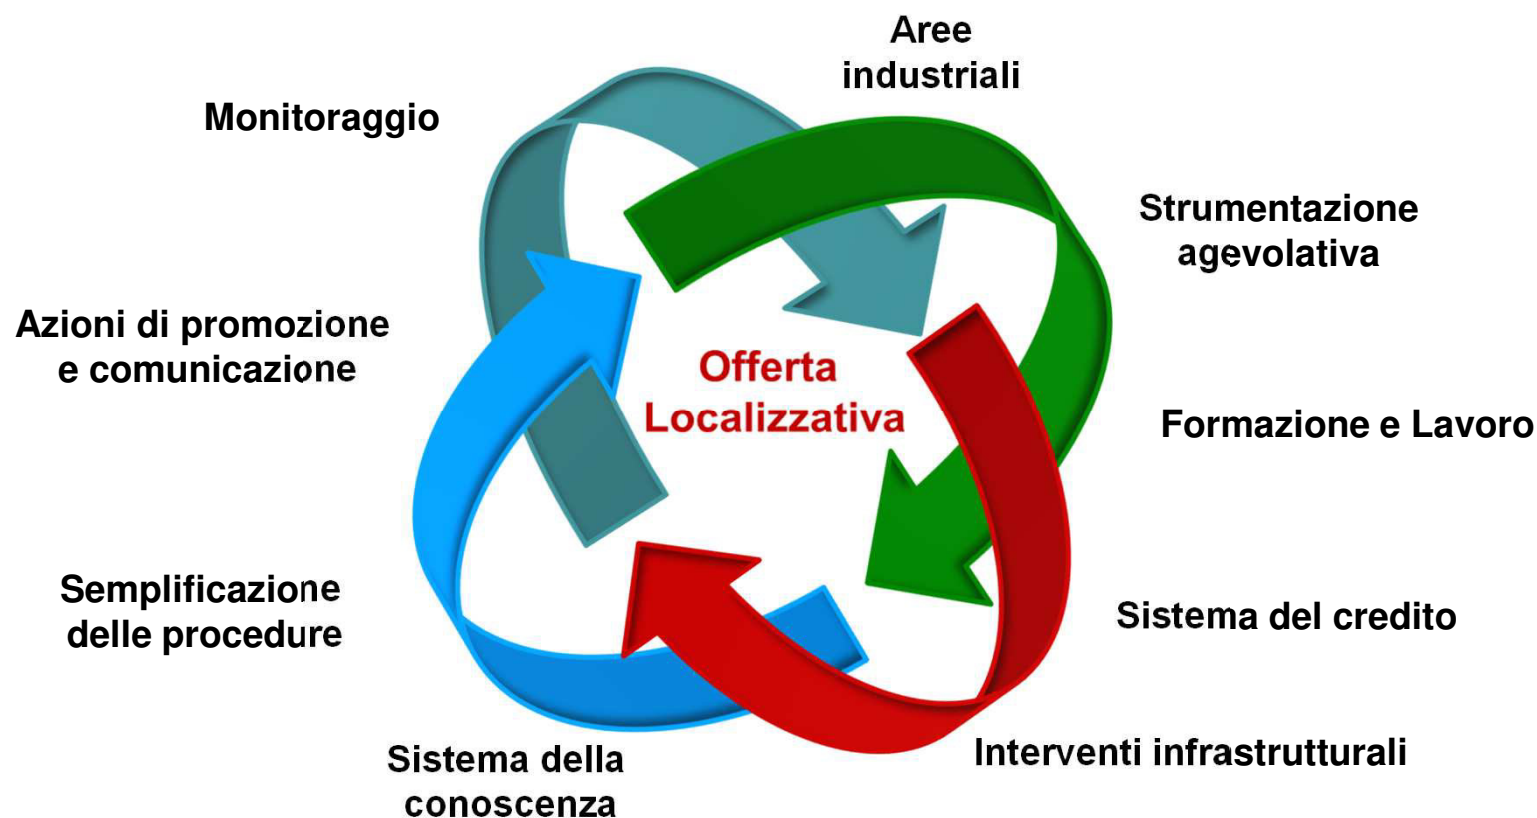 Aree
industriali
Monitoraggio
Strumentazione
agevolativa
Azioni di promozione
e comunicazione
Offerta
Localizzativa
Formazione e Lavoro
Semplificazione
delle procedure
Sistema del credito
Sistema della
conoscenza
Interventi infrastrutturali